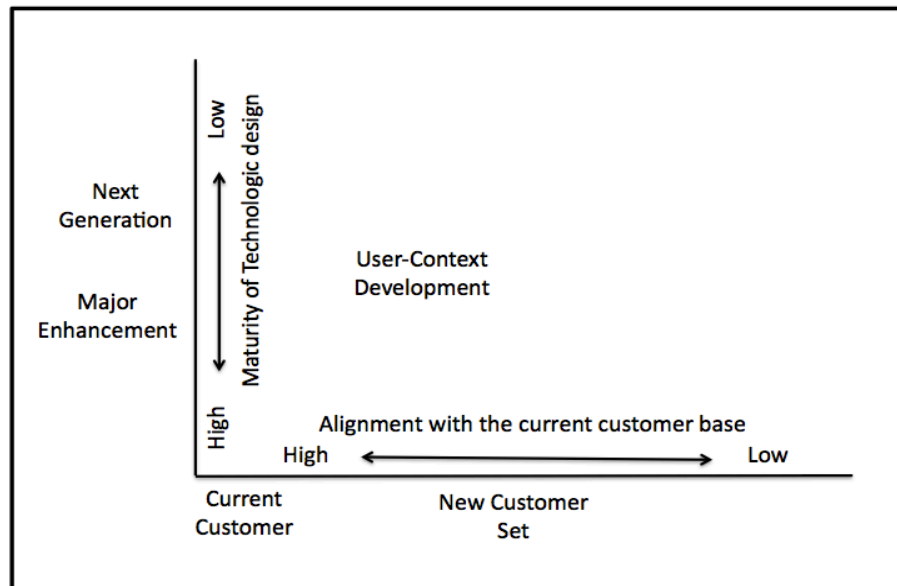 Low
Maturity of Technologic design
High
Next
Generation
Major
Enhancement
User-Context
Development
Alignment with the current customer base
High
Low
Current
Customer
New Customer
Set